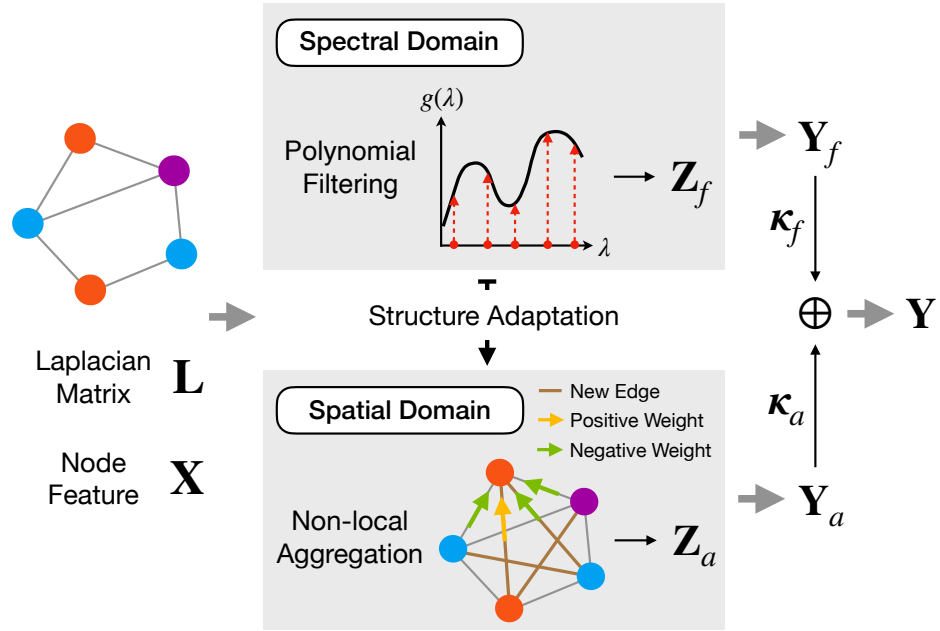 Spectral Domain
g(λ)
Polynomial
Filtering
λ
Z_f
Y_f
κ_f
Structure Adaptation
⊕
Y
Laplacian
Matrix
L
Node
Feature
X
Spatial Domain
New Edge
Positive Weight
Negative Weight
Non-local
Aggregation
Z_a
κ_a
Y_a